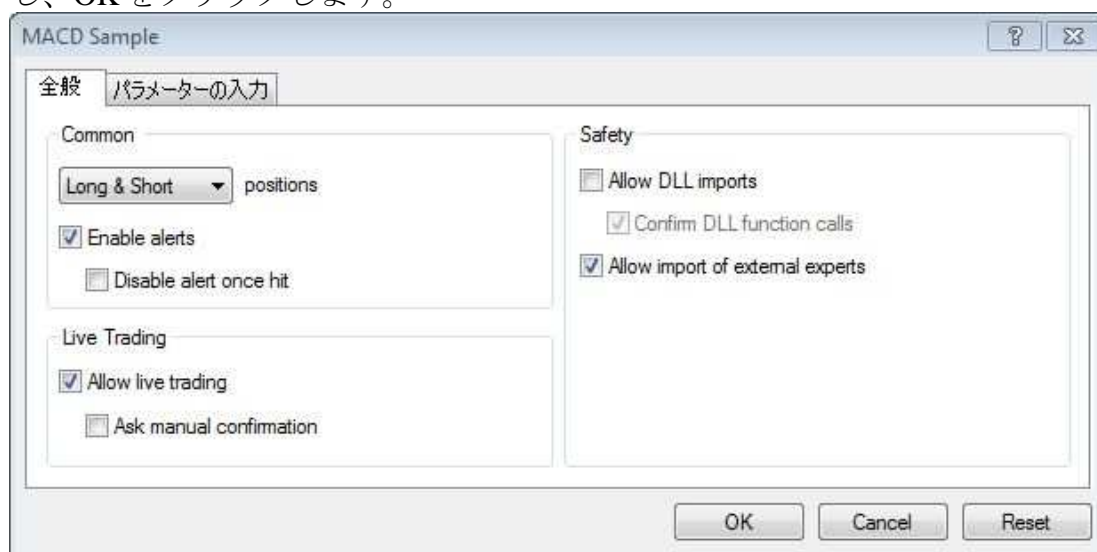 し、OK をクリックします。
MACD Sample
全般 パラメーターの入力
Common
Long & Short positions
Enable alerts
Disable alert once hit
Live Trading
Allow live trading
Ask manual confirmation
Safety
Allow DLL imports
Confirm DLL function calls
Allow import of external experts
OK Cancel Reset